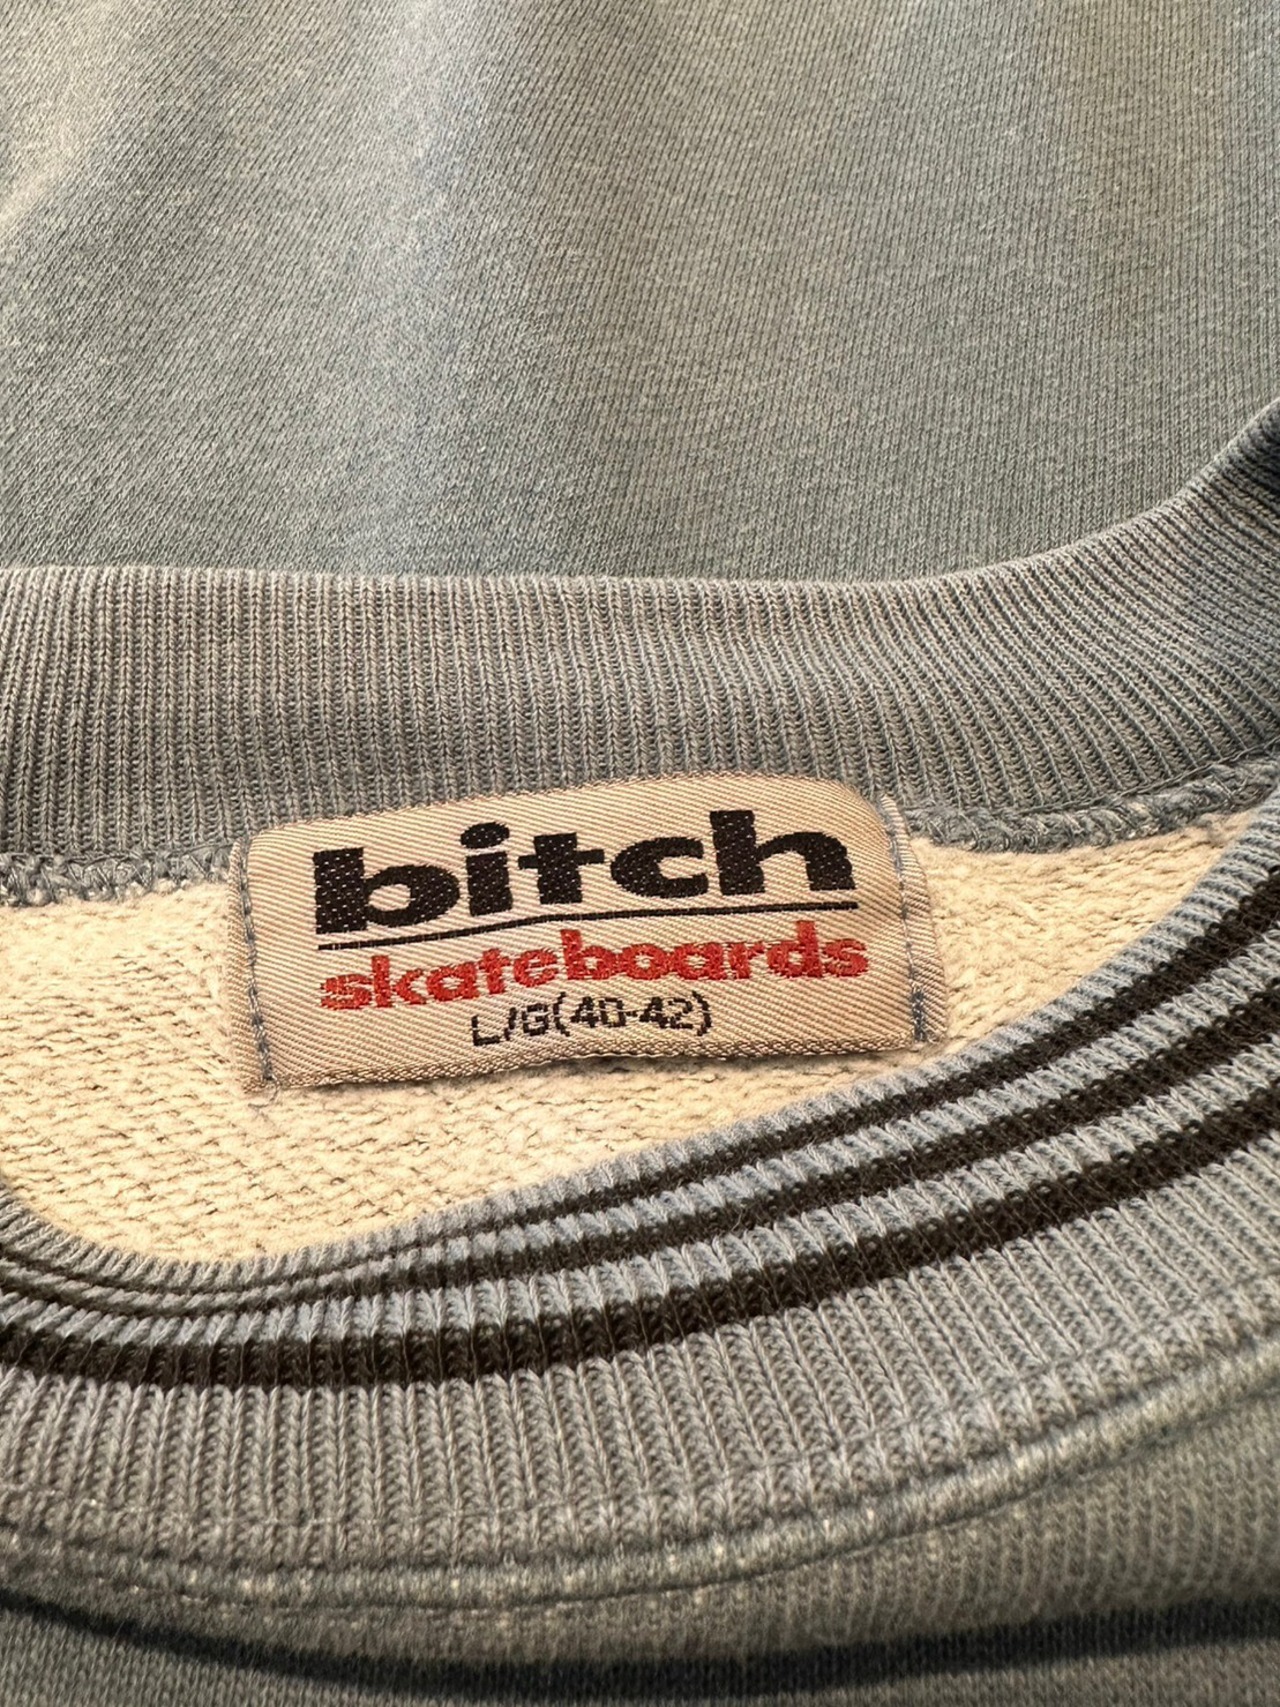 bitch
skateboards
L/G(40-42)